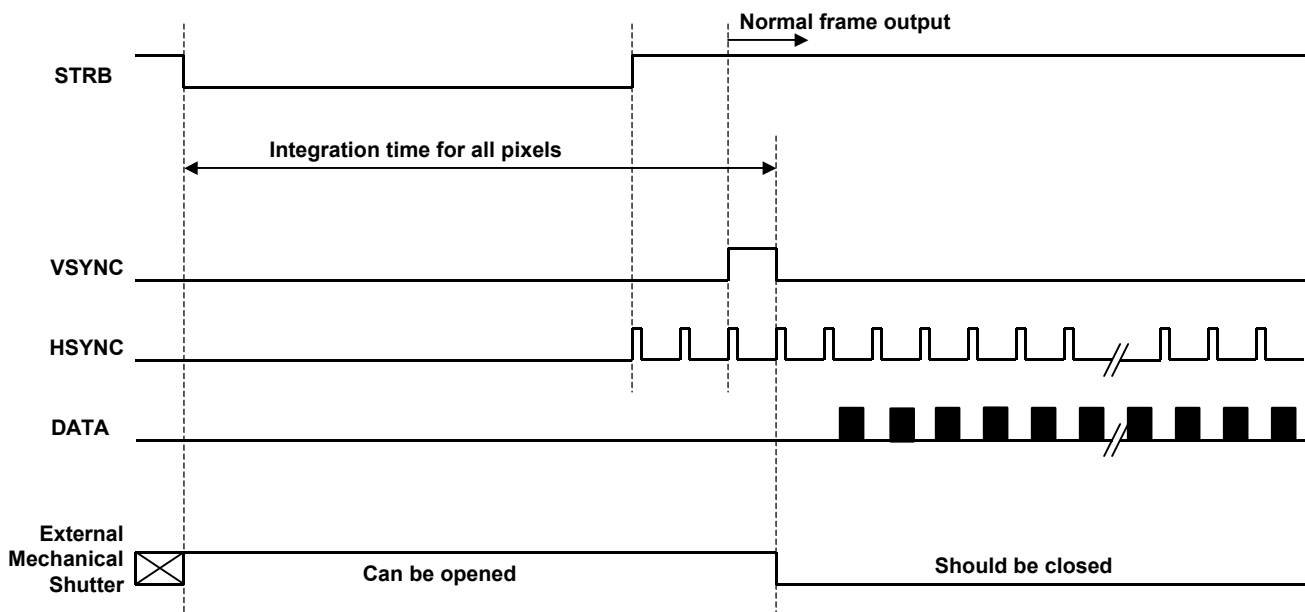 Normal frame output
STRB
Integration time for all pixels
VSYNC
HSYNC
DATA
External
Mechanical
Shutter
Can be opened
Should be closed